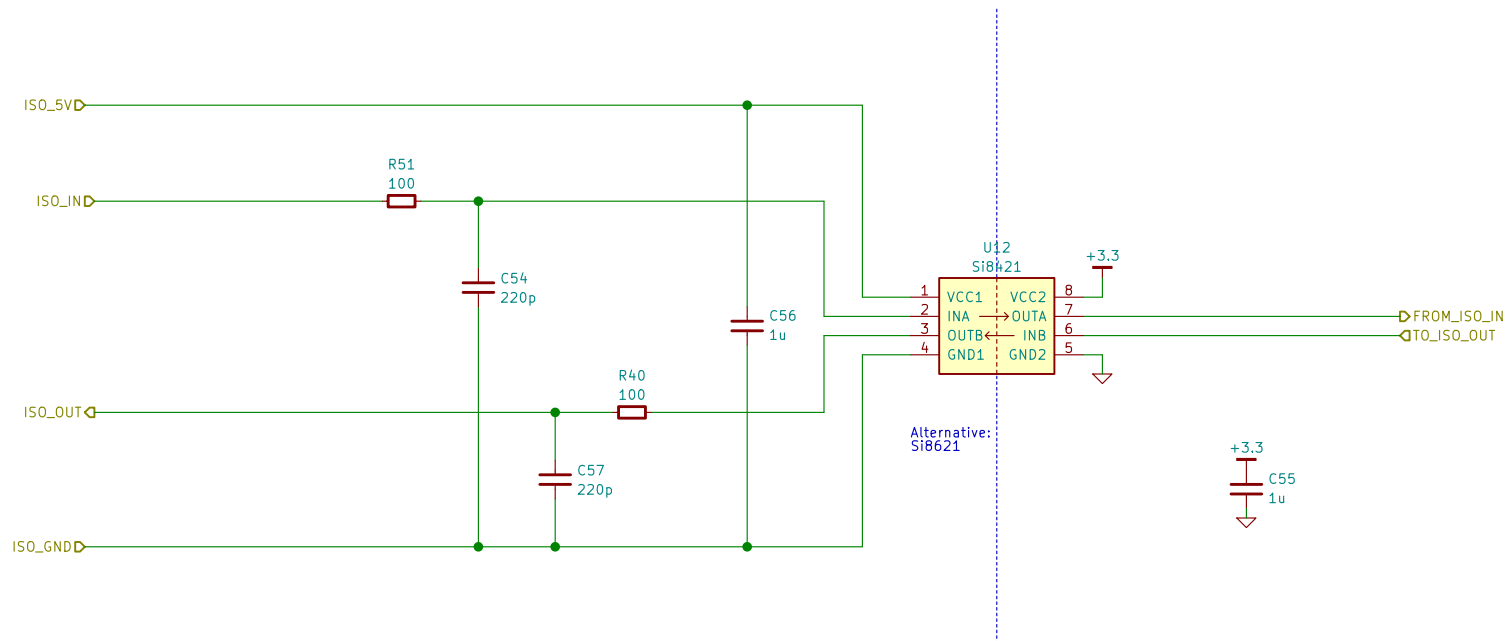 ISO_5V
R51
100
ISO_IN
C54
220p
C56
1u
R40
100
ISO_OUT
C57
220p
ISO_GND
U12
Si8421
+3.3
1
VCC1
VCC2
8
2
INA
OUTA
7
3
OUTB
INB
6
4
GND1
GND2
5
FROM_ISO_IN
TO_ISO_OUT
Alternative:
Si8621
+3.3
C55
1u